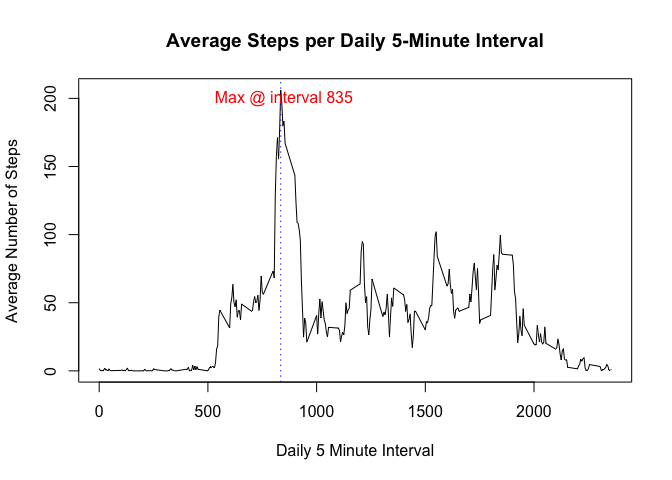 Average Steps per Daily 5-Minute Interval
Max @ interval 835
Average Number of Steps
200
150
100
50
0
0 500 1000 1500 2000
Daily 5 Minute Interval